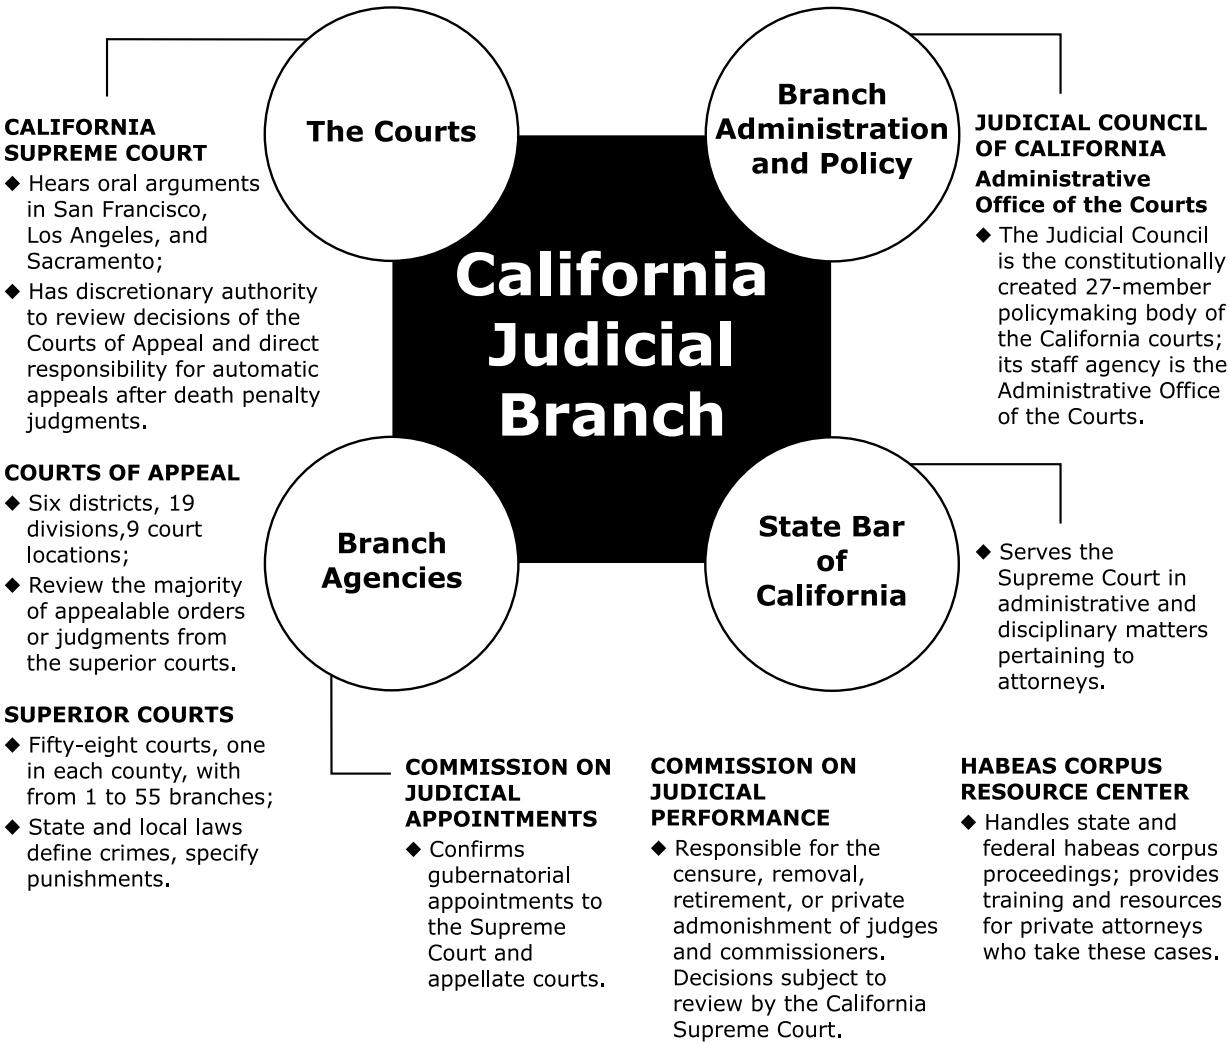 The Courts
CALIFORNIA
SUPREME COURT
◆ Hears oral arguments
in San Francisco,
Los Angeles, and
Sacramento;
◆ Has discretionary authority
to review decisions of the
Courts of Appeal and direct
responsibility for automatic
appeals after death penalty
judgments.
COURTS OF APPEAL
◆ Six districts, 19
divisions,9 court
locations;
◆ Review the majority
of appealable orders
or judgments from
the superior courts.
SUPERIOR COURTS
◆ Fifty-eight courts, one
in each county, with
from 1 to 55 branches;
◆ State and local laws
define crimes, specify
punishments.
California
Judicial
Branch
Branch
Administration
and Policy
JUDICIAL COUNCIL
OF CALIFORNIA
Administrative
Office of the Courts
◆ The Judicial Council
is the constitutionally
created 27-member
policymaking body of
the California courts;
its staff agency is the
Administrative Office
of the Courts.
Branch
Agencies
State Bar
of
California
◆ Serves the
Supreme Court in
administrative and
disciplinary matters
pertaining to
attorneys.
COMMISSION ON
JUDICIAL
APPOINTMENTS
◆ Confirms
gubernatorial
appointments to
the Supreme
Court and
appellate courts.
COMMISSION ON
JUDICIAL
PERFORMANCE
◆ Responsible for the
censure, removal,
retirement, or private
admonishment of judges
and commissioners.
Decisions subject to
review by the California
Supreme Court.
HABEAS CORPUS
RESOURCE CENTER
◆ Handles state and
federal habeas corpus
proceedings; provides
training and resources
for private attorneys
who take these cases.